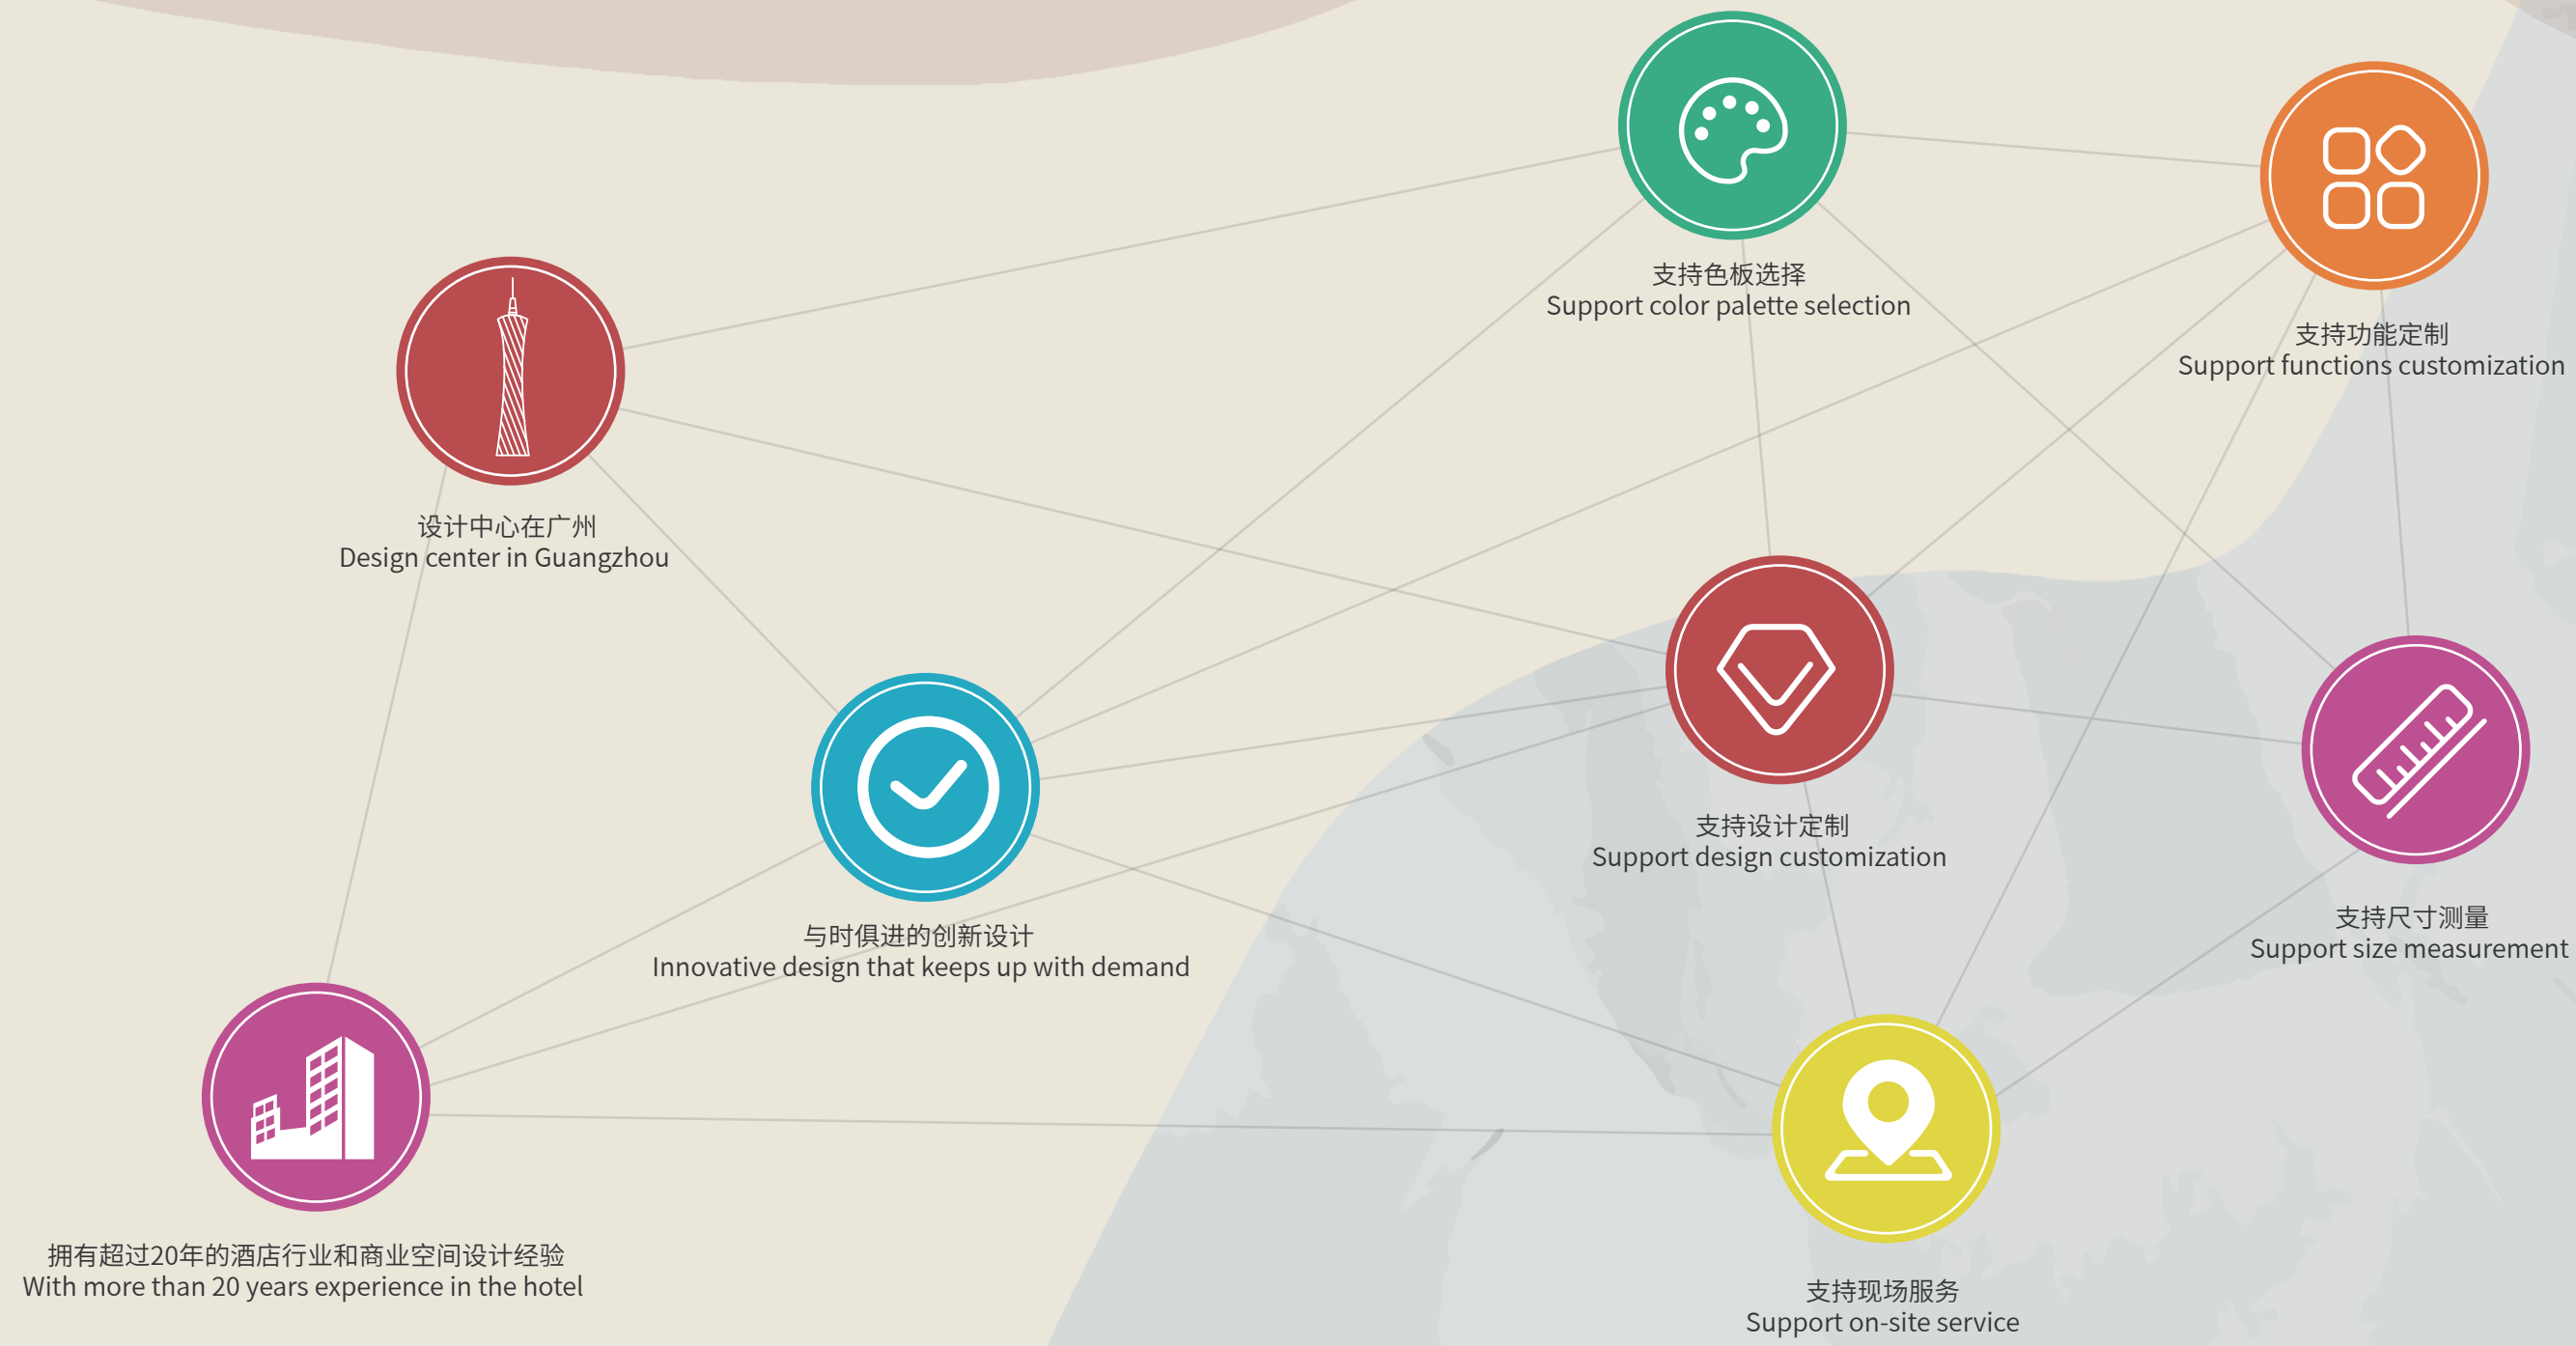 支持色板选择
Support color palette selection
支持功能定制
Support functions customization
设计中心在广州
Design center in Guangzhou
支持设计定制
Support design customization
支持尺寸测量
Support size measurement
与时俱进的创新设计
Innovative design that keeps up with demand
拥有超过20年的酒店行业和商业空间设计经验
With more than 20 years experience in the hotel
支持现场服务
Support on-site service